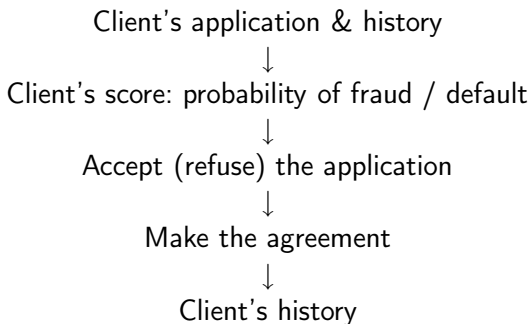 Client's application & history
↓
Client's score: probability of fraud / default
↓
Accept (refuse) the application
↓
Make the agreement
↓
Client's history